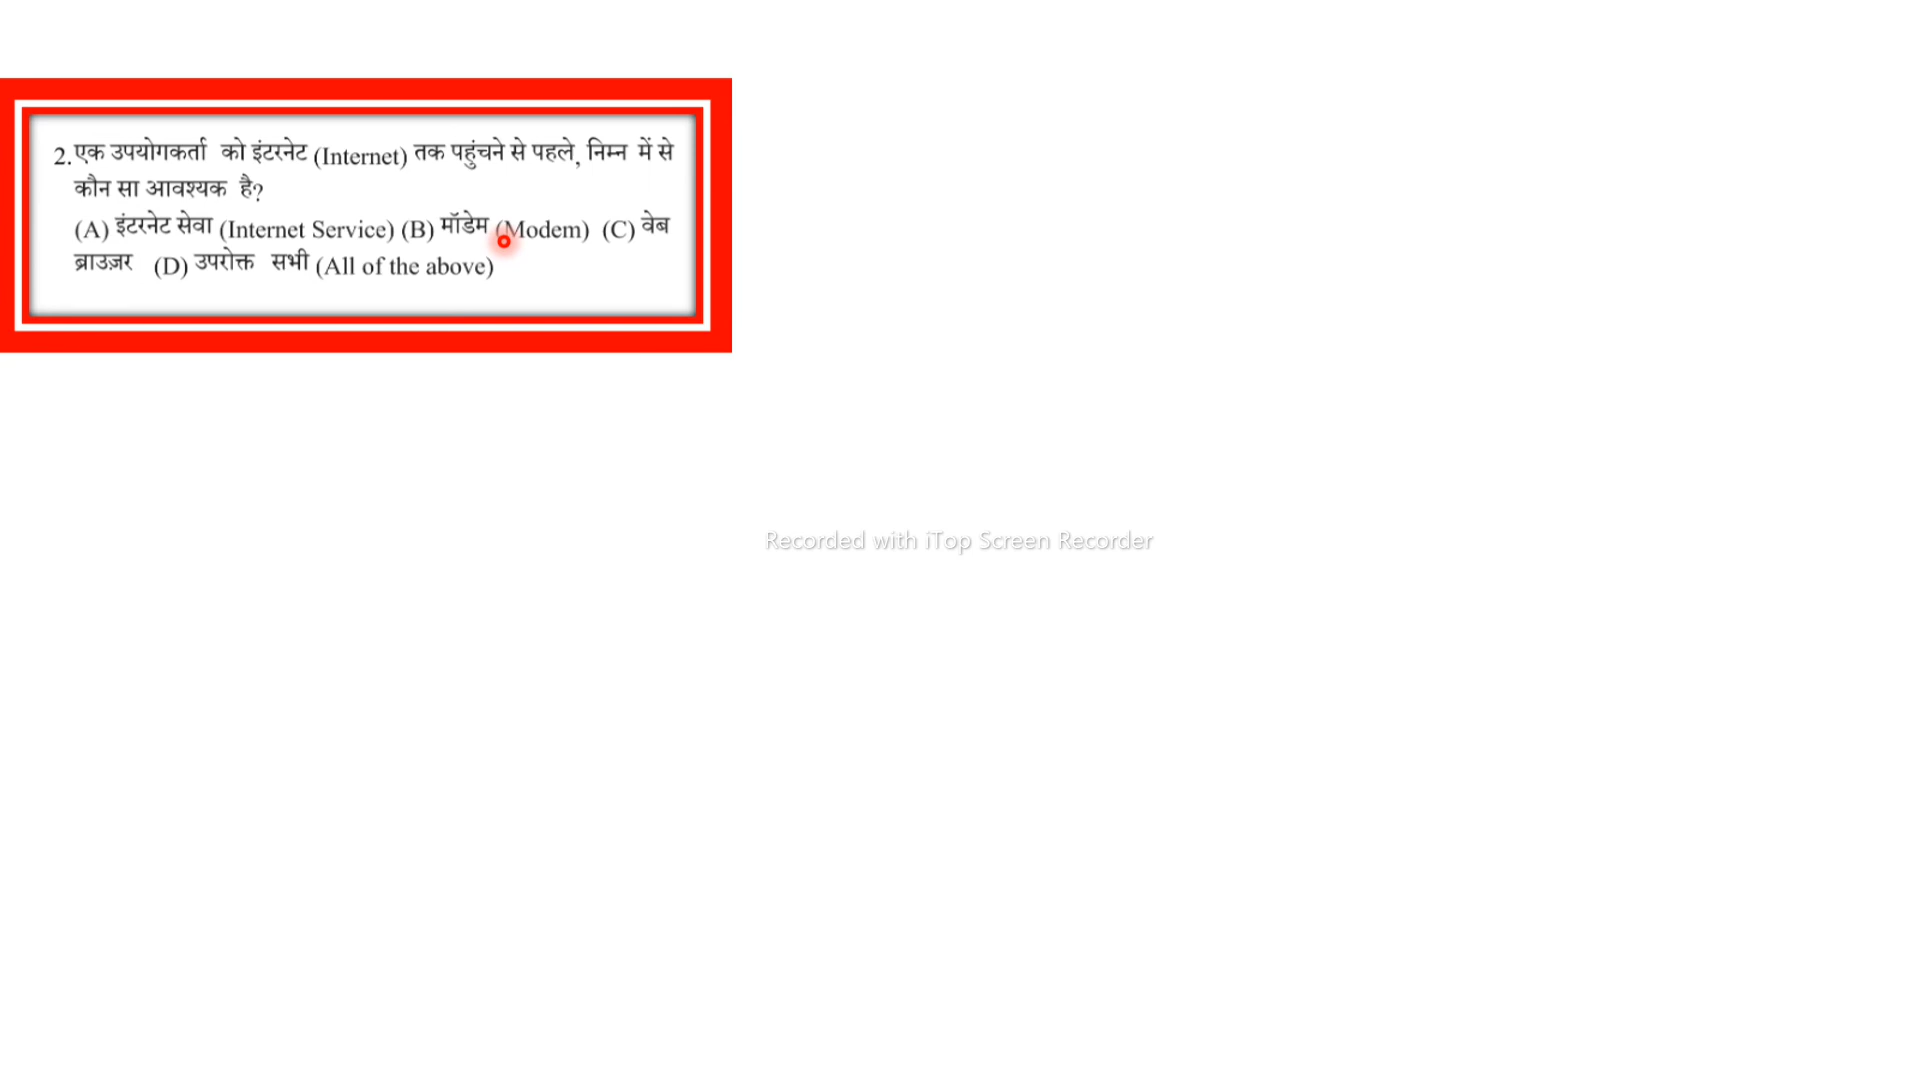 2.एक उपयोगकर्ता को इंटरनेट (Internet) तक पहुंचने से पहले, निम्न में से
कौन सा आवश्यक है?
(A) इंटरनेट सेवा (Internet Service) (B) मॉडेम (Modem) (C) वेब
ब्राउज़र (D) उपरोक्त सभी (All of the above)
Recorded with iTop Screen Recorder